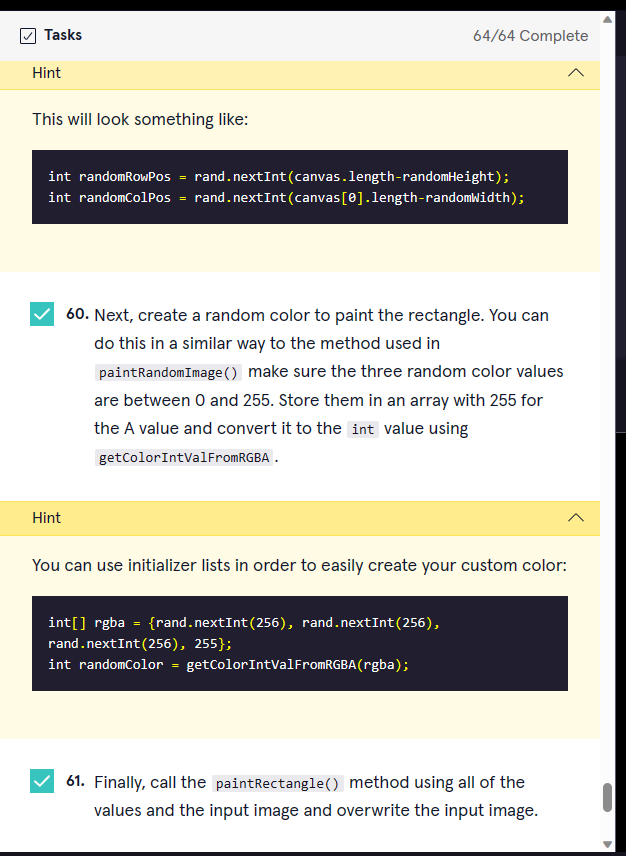 Tasks
64/64 Complete
Hint
This will look something like:
int randomRowPos = rand.nextInt(canvas.length-randomHeight);
int randomColPos = rand.nextInt(canvas[0].length-randomWidth);
60. Next, create a random color to paint the rectangle. You can
do this in a similar way to the method used in
paintRandomImage() make sure the three random color values
are between 0 and 255. Store them in an array with 255 for
the A value and convert it to the int value using
getColorIntValFromRGBA.
Hint
You can use initializer lists in order to easily create your custom color:
int[] rgba = {rand.nextInt(256), rand.nextInt(256),
rand.nextInt(256), 255};
int randomColor = getColorIntValFromRGBA(rgba);
61. Finally, call the paintRectangle() method using all of the
values and the input image and overwrite the input image.